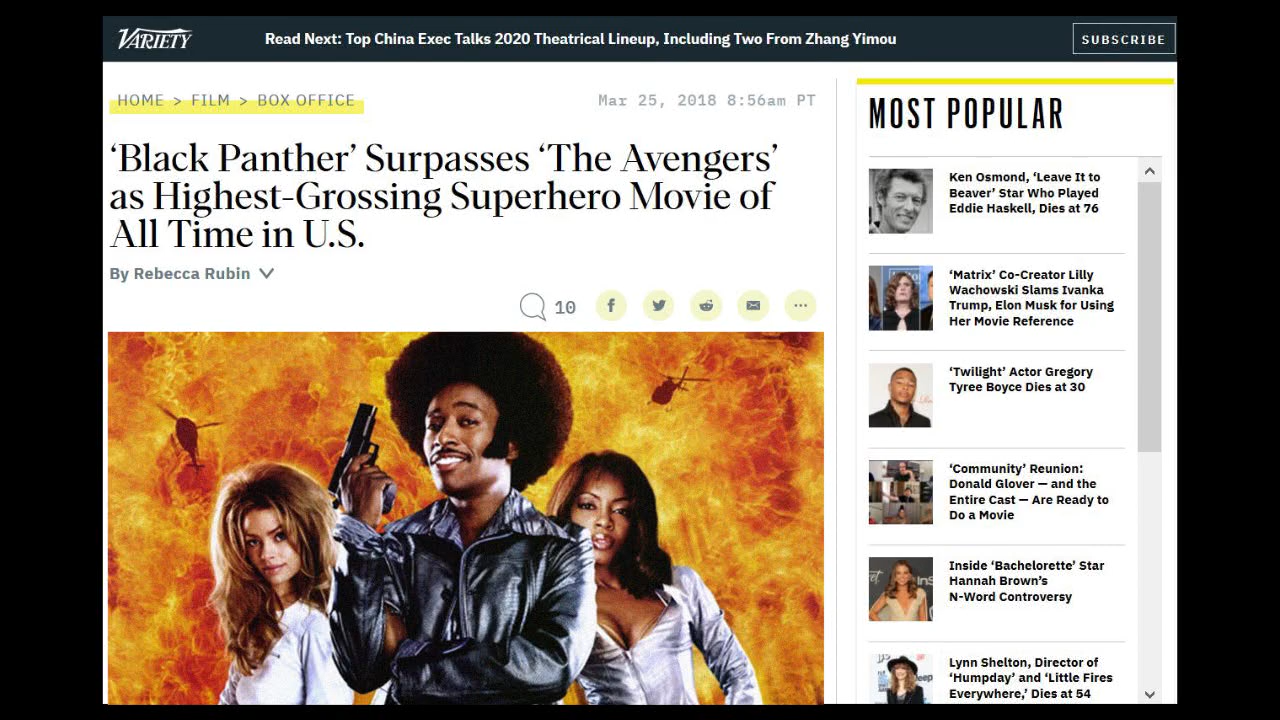 VARIETY
Read Next: Top China Exec Talks 2020 Theatrical Lineup, Including Two From Zhang Yimou
SUBSCRIBE
HOME > FILM > BOX OFFICE
Mar 25, 2018 8:56am PT
‘Black Panther’ Surpasses ‘The Avengers’
as Highest-Grossing Superhero Movie of
All Time in U.S.
By Rebecca Rubin
10
MOST POPULAR
Ken Osmond, ‘Leave It to
Beaver’ Star Who Played
Eddie Haskell, Dies at 76
‘Matrix’ Co-Creator Lilly
Wachowski Slams Ivanka
Trump, Elon Musk for Using
Her Movie Reference
‘Twilight’ Actor Gregory
Tyree Boyce Dies at 30
‘Community’ Reunion:
Donald Glover — and the
Entire Cast — Are Ready to
Do a Movie
Inside ‘Bachelorette’ Star
Hannah Brown’s
N-Word Controversy
Lynn Shelton, Director of
‘Humpday’ and ‘Little Fires
Everywhere,’ Dies at 54